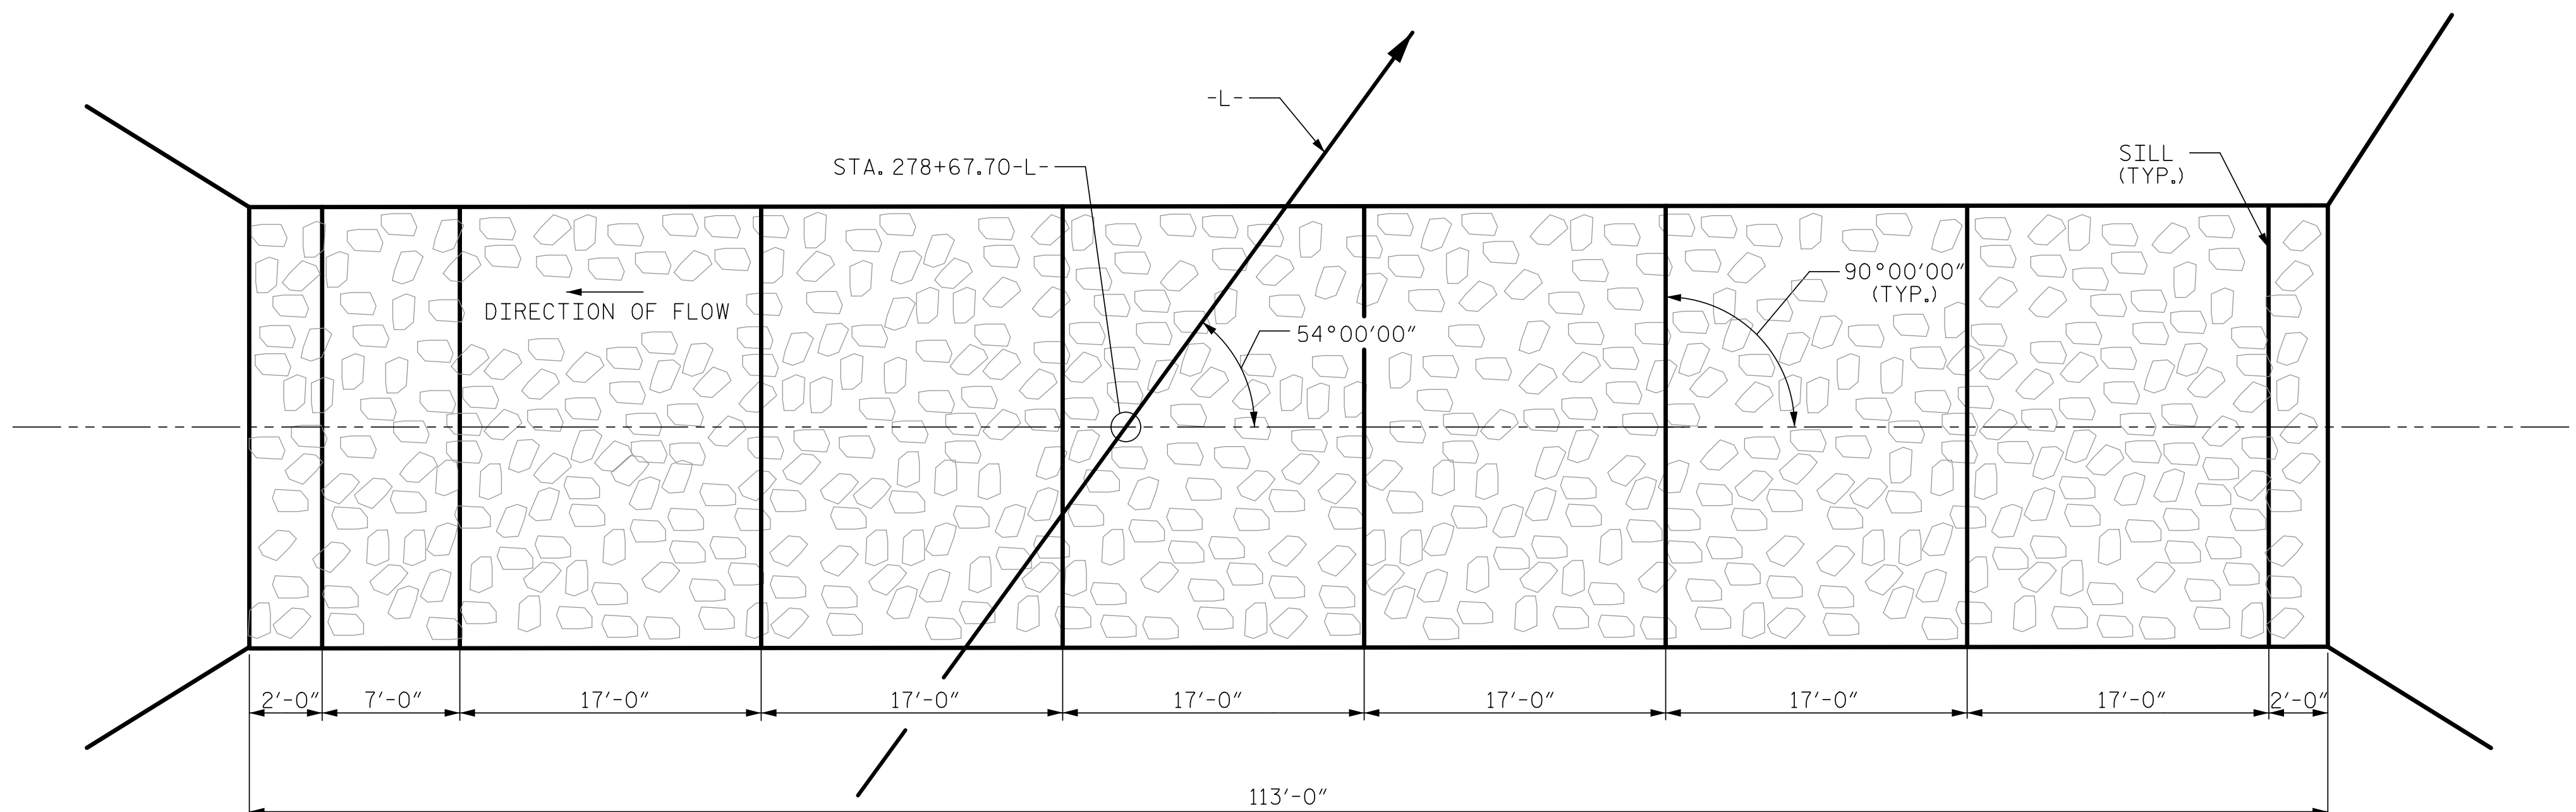 -L-
STA. 278+67.70-L-
SILL
(TYP.)
90°00'00"
(TYP.)
DIRECTION OF FLOW
54°00'00"
2'-0"
7'-0"
17'-0"
17'-0"
17'-0"
17'-0"
17'-0"
17'-0"
2'-0"
113'-0"